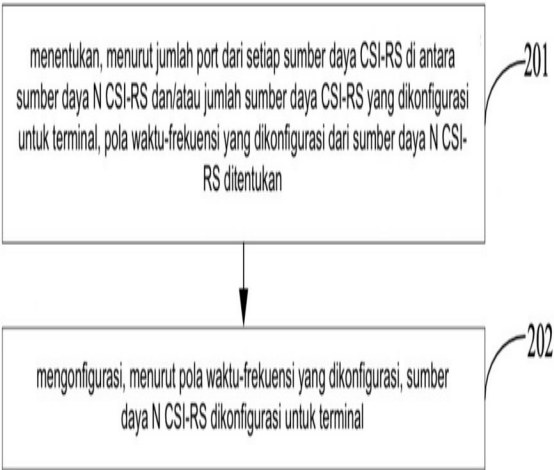 menentukan, menurut jumlah port dari setiap sumber daya CSI-RS di antara
sumber daya N CSI-RS dan/atau jumlah sumber daya CSI-RS yang dikonfigurasi
untuk terminal, pola waktu-frekuensi yang dikonfigurasi dari sumber daya N CSI-
RS ditentukan
201
mengonfigurasi, menurut pola waktu-frekuensi yang dikonfigurasi, sumber
daya N CSI-RS dikonfigurasi untuk terminal
202